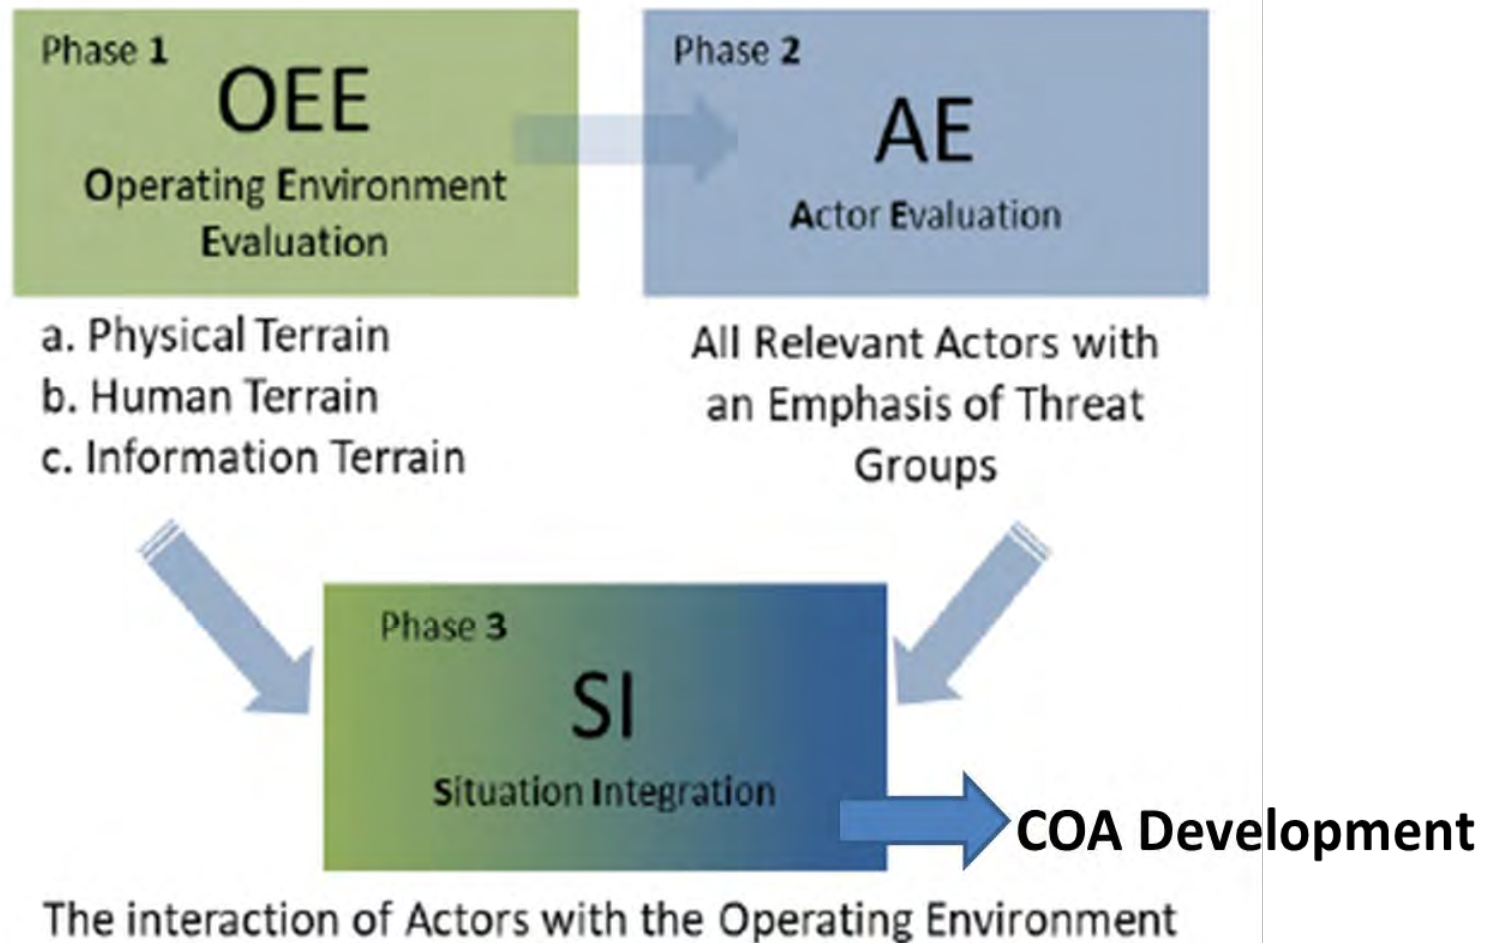 Phase 1
OEE
Operating Environment
Evaluation
a. Physical Terrain
b. Human Terrain
c. Information Terrain
Phase 2
AE
Actor Evaluation
All Relevant Actors with
an Emphasis of Threat
Groups
Phase 3
SI
Situation Integration
COA Development
The interaction of Actors with the Operating Environment